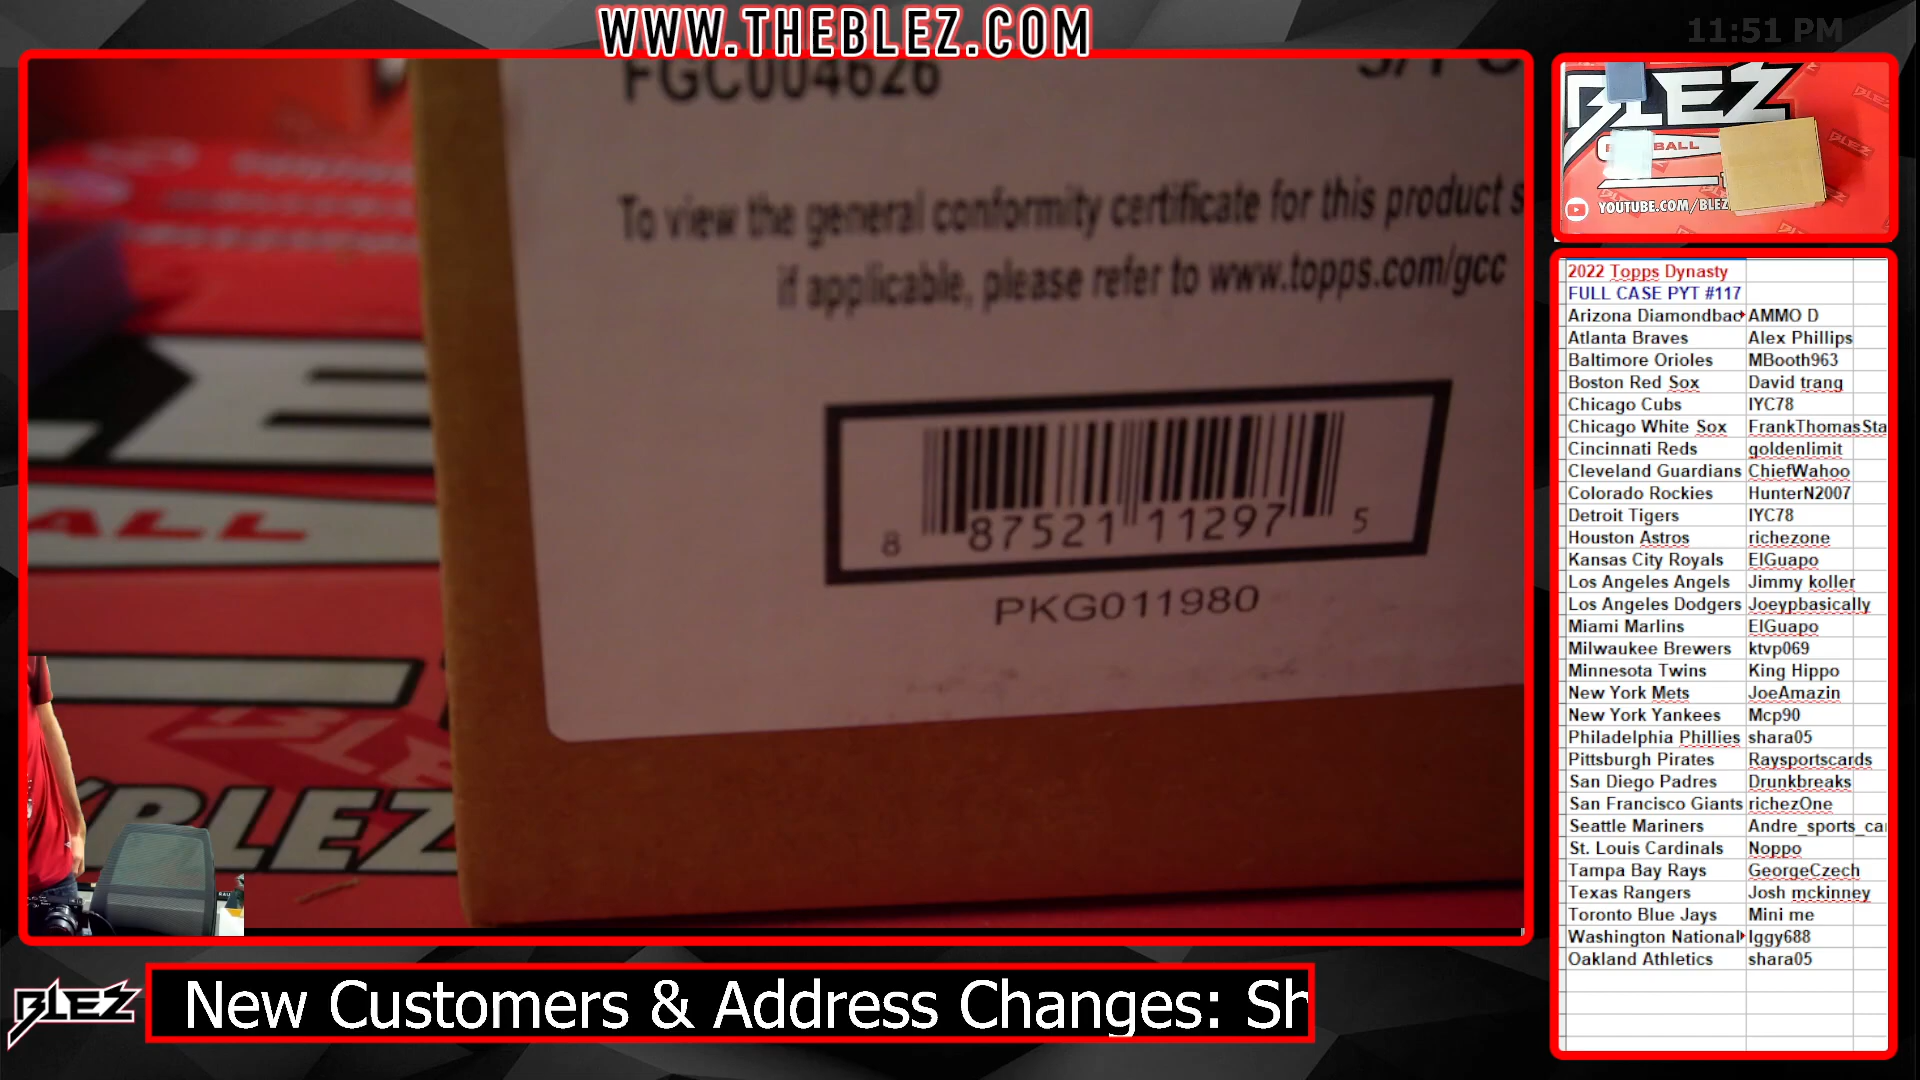 WWW.THEBLEZ.COM
11:51 PM
FGC004626
To view the general conformity certificate for this product
if applicable, please refer to www.topps.com/gcc
8 87521 11297 5
PKG011980
ALL
BLEZ
BLEZ
BALL
YOUTUBE.COM/BLEZ
BLEZ
BLEZ
2022 Topps Dynasty
FULL CASE PYT #117
Arizona Diamondbac AMMO D
Atlanta Braves Alex Phillips
Baltimore Orioles MBooth963
Boston Red Sox David trang
Chicago Cubs IYC78
Chicago White Sox FrankThomasSta
Cincinnati Reds goldenlimit
Cleveland Guardians ChiefWahoo
Colorado Rockies HunterN2007
Detroit Tigers IYC78
Houston Astros richezone
Kansas City Royals ElGuapo
Los Angeles Angels Jimmy koller
Los Angeles Dodgers Joeypbasically
Miami Marlins ElGuapo
Milwaukee Brewers ktvp069
Minnesota Twins King Hippo
New York Mets JoeAmazin
New York Yankees Mcp90
Philadelphia Phillies shara05
Pittsburgh Pirates Raysportscards
San Diego Padres Drunkbreaks
San Francisco Giants richezOne
Seattle Mariners Andre_sports_ca
St. Louis Cardinals Noppo
Tampa Bay Rays GeorgeCzech
Texas Rangers Josh mckinney
Toronto Blue Jays Mini me
Washington National Iggy688
Oakland Athletics shara05
BLEZ
New Customers & Address Changes: Sh